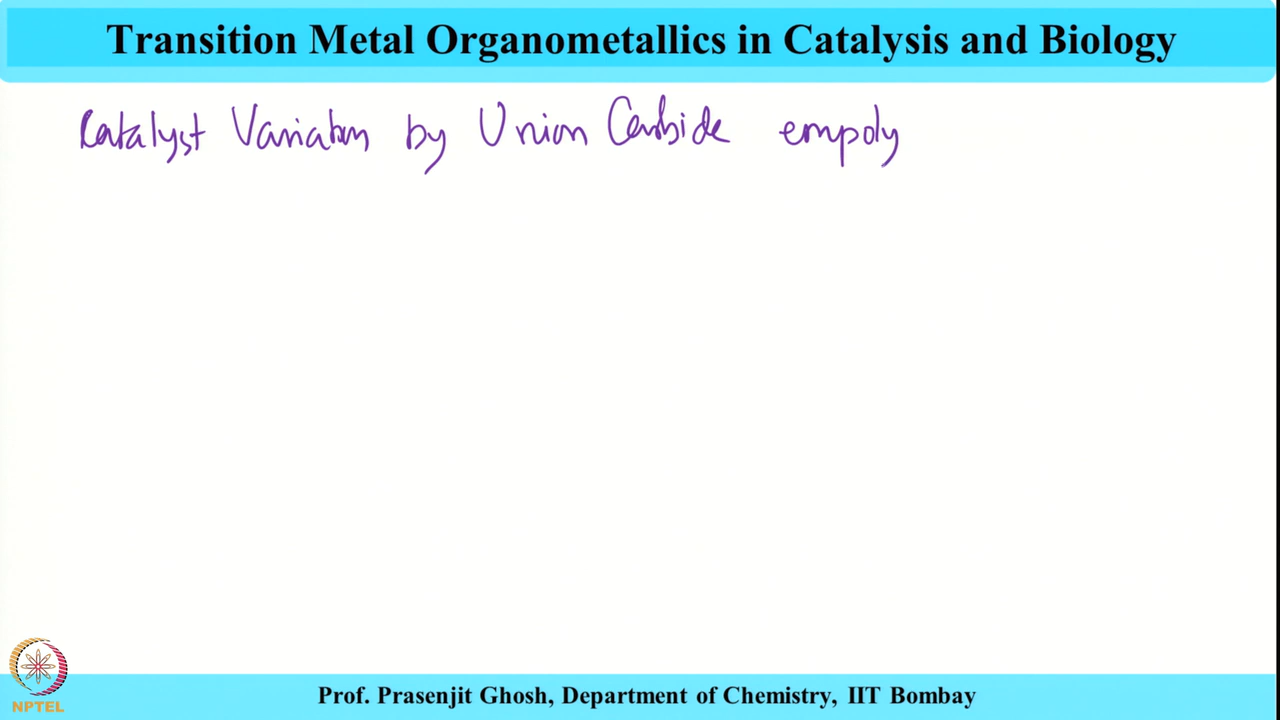 Transition Metal Organometallics in Catalysis and Biology
Catalyst Variation by Union Carbide empoly
NPTEL
Prof. Prasenjit Ghosh, Department of Chemistry, IIT Bombay